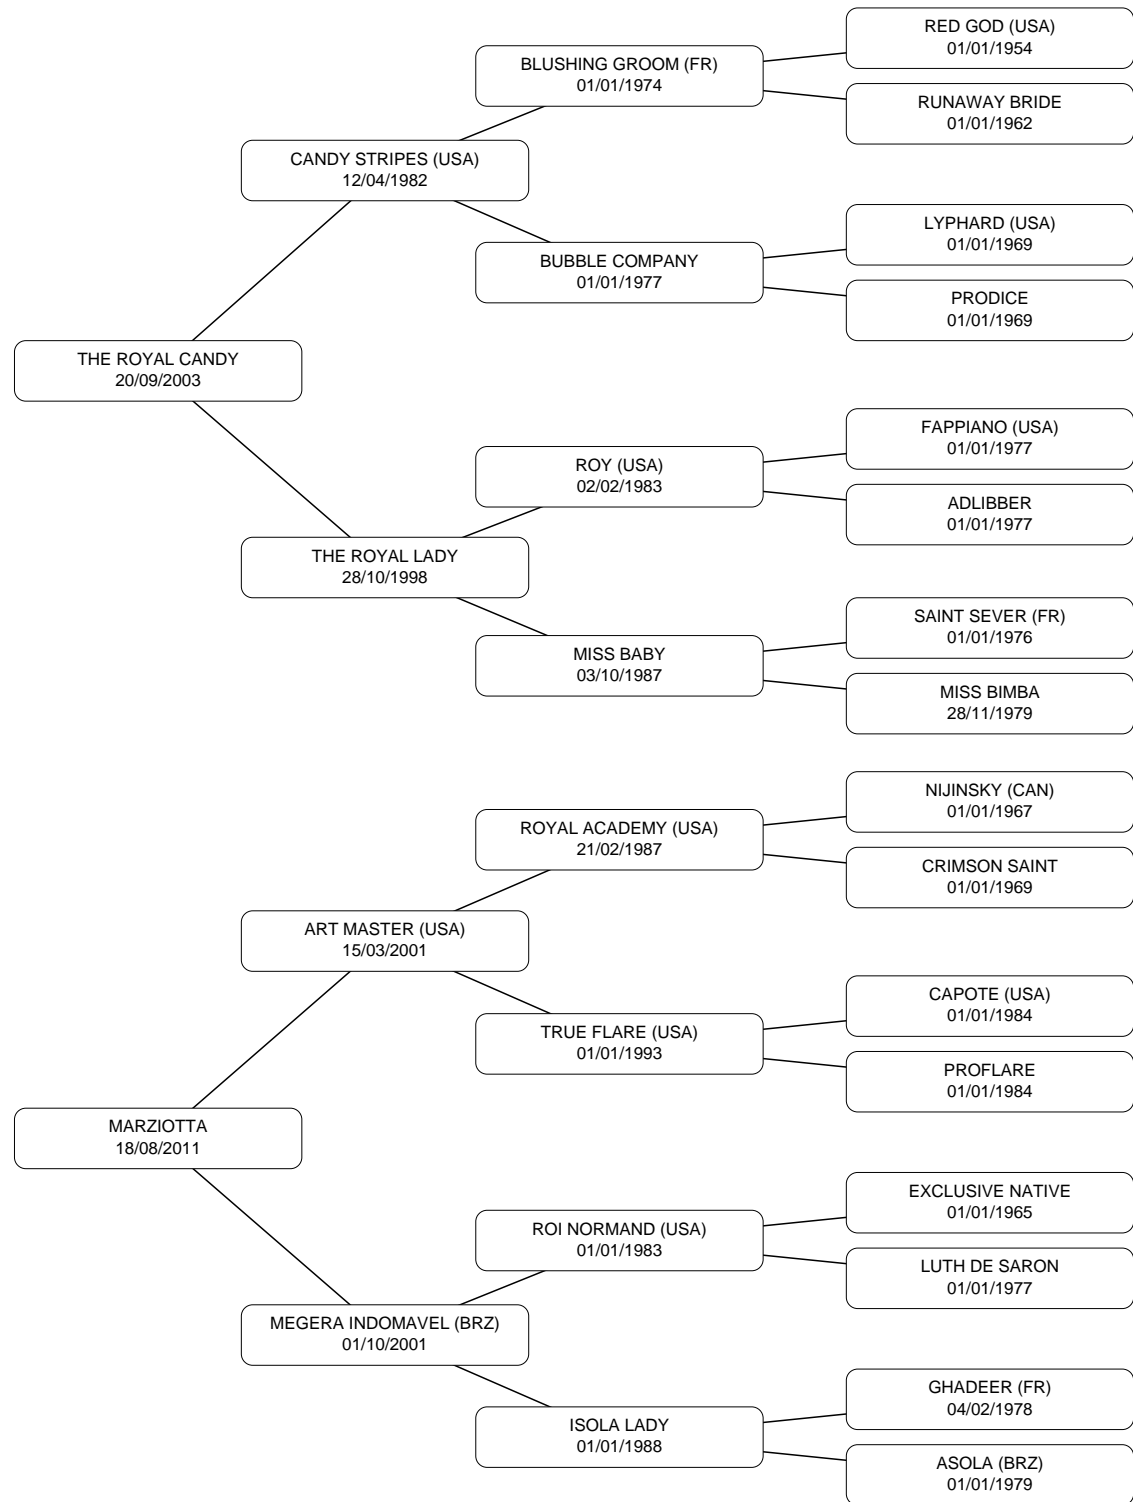 RED GOD (USA)
01/01/1954
BLUSHING GROOM (FR)
01/01/1974
RUNAWAY BRIDE
01/01/1962
CANDY STRIPES (USA)
12/04/1982
LYPHARD (USA)
01/01/1969
BUBBLE COMPANY
01/01/1977
PRODICE
01/01/1969
THE ROYAL CANDY
20/09/2003
FAPPIANO (USA)
01/01/1977
ROY (USA)
02/02/1983
ADLIBBER
01/01/1977
THE ROYAL LADY
28/10/1998
SAINT SEVER (FR)
01/01/1976
MISS BABY
03/10/1987
MISS BIMBA
28/11/1979
NIJINSKY (CAN)
01/01/1967
ROYAL ACADEMY (USA)
21/02/1987
CRIMSON SAINT
01/01/1969
ART MASTER (USA)
15/03/2001
CAPOTE (USA)
01/01/1984
TRUE FLARE (USA)
01/01/1993
PROFLARE
01/01/1984
MARZIOTTA
18/08/2011
EXCLUSIVE NATIVE
01/01/1965
ROI NORMAND (USA)
01/01/1983
LUTH DE SARON
01/01/1977
MEGERA INDOMAVEL (BRZ)
01/10/2001
GHADEER (FR)
04/02/1978
ISOLA LADY
01/01/1988
ASOLA (BRZ)
01/01/1979